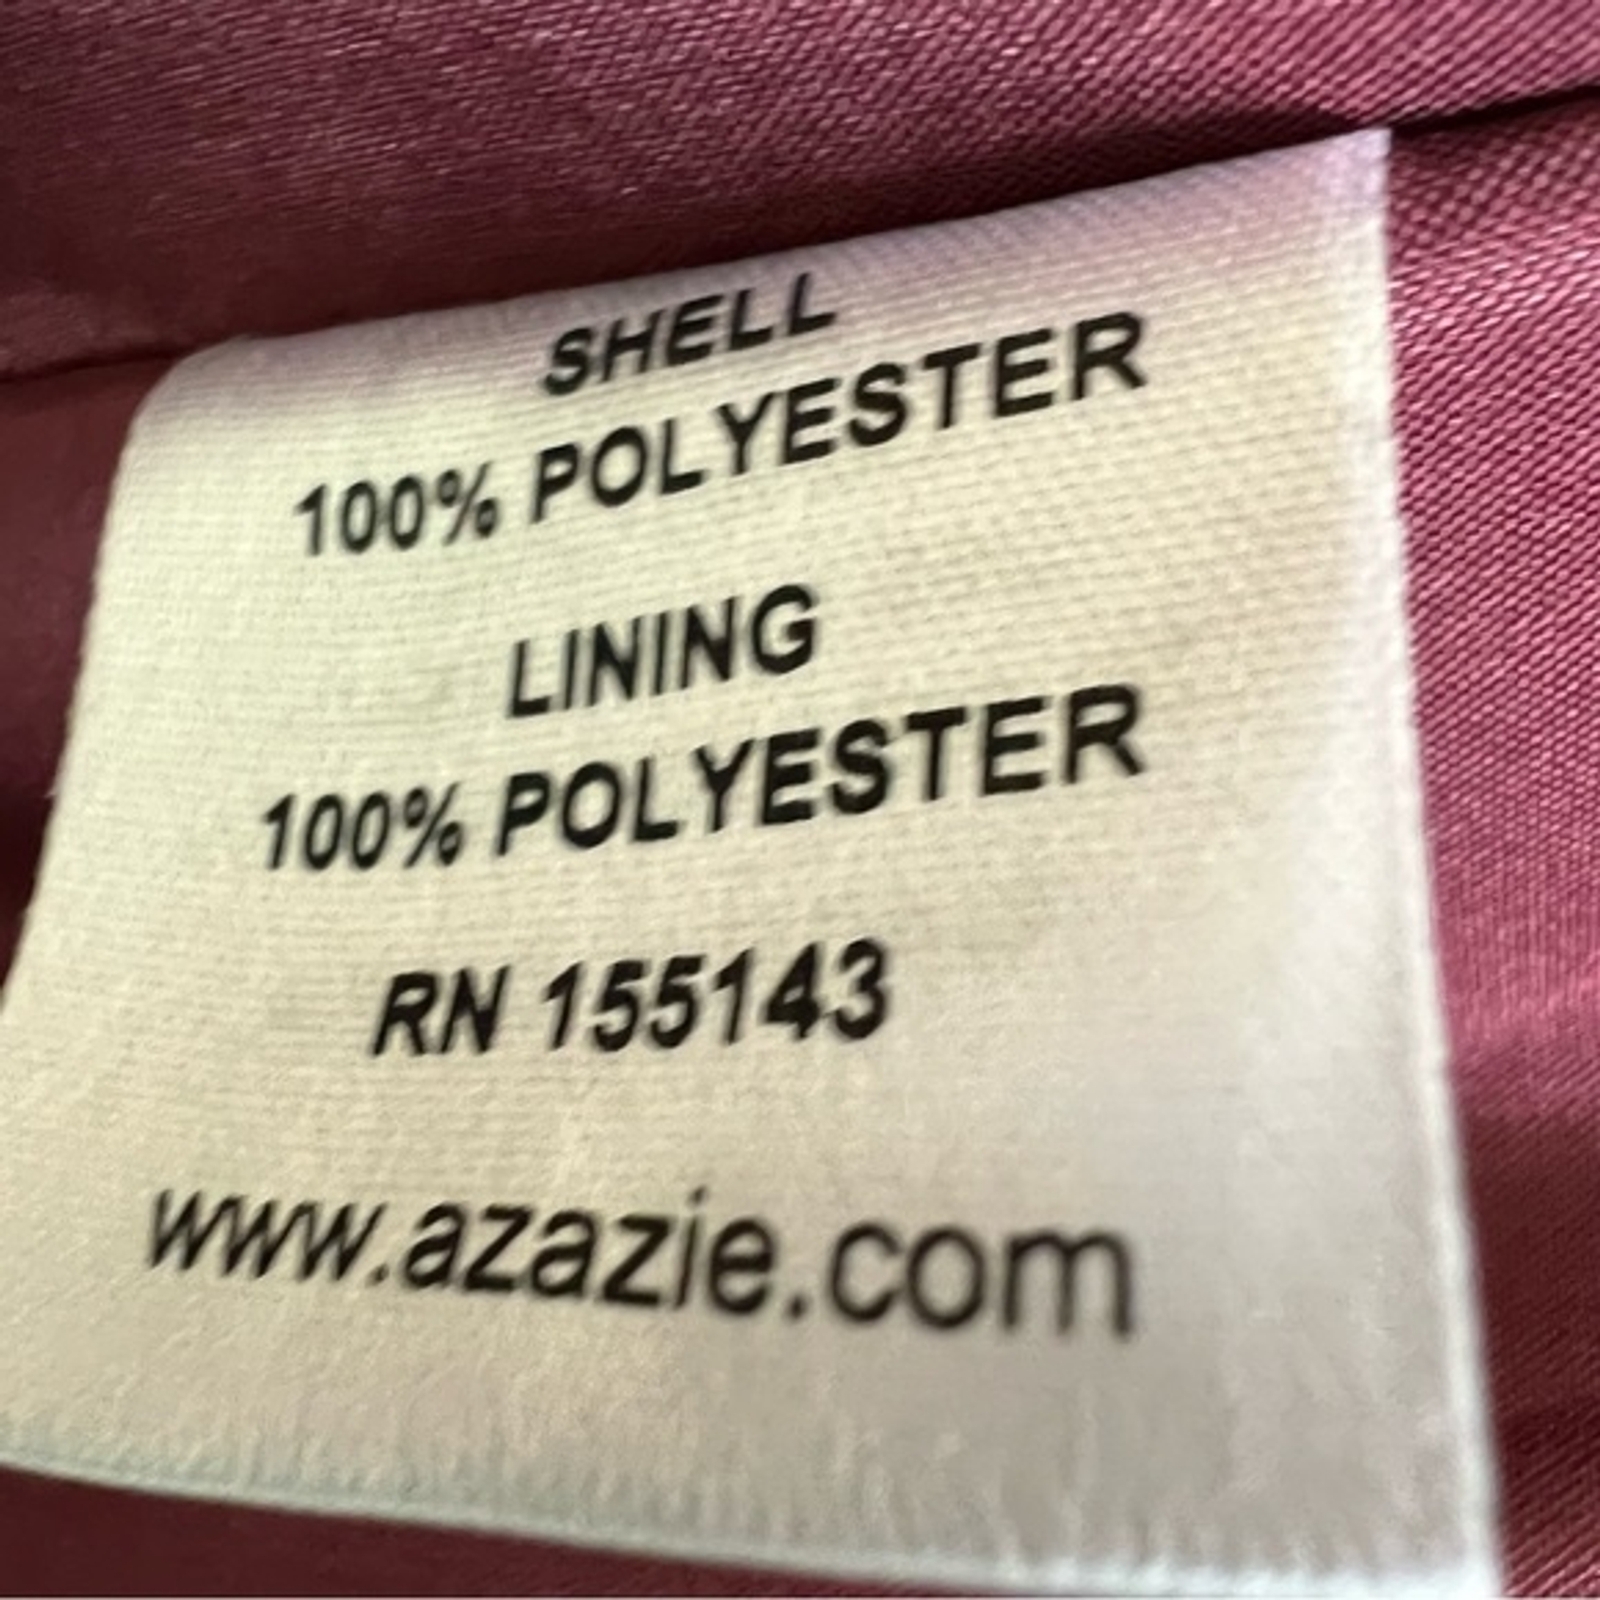 SHELL
100% POLYESTER
LINING
100% POLYESTER
RN 155143
www.azazie.com